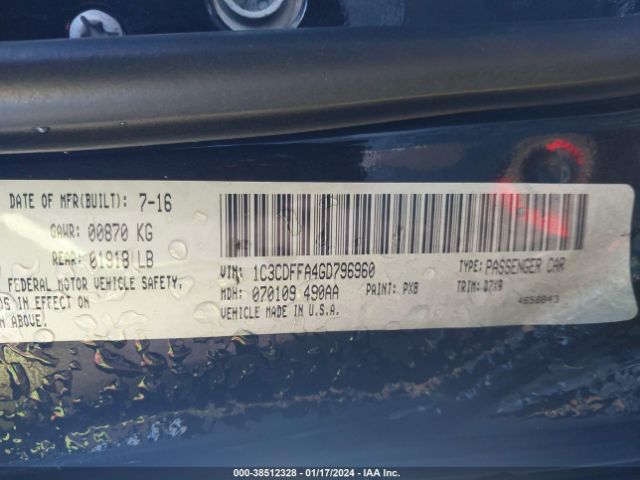 DATE OF MFR(BUILT): 7-16
GAWR: 00870 KG
REAR: 01918 LB
FEDERAL MOTOR VEHICLE SAFETY,
IN EFFECT ON
ABOVE.
VIN: 1C3CDFFA4GD796960
TYPE: PASSENGER CAR
MDH: 070109 490AA
PAINT: PX8
TRIM: D7X9
VEHICLE MADE IN U.S.A.
4658843
000-38512328 - 01/17/2024 - IAA Inc.